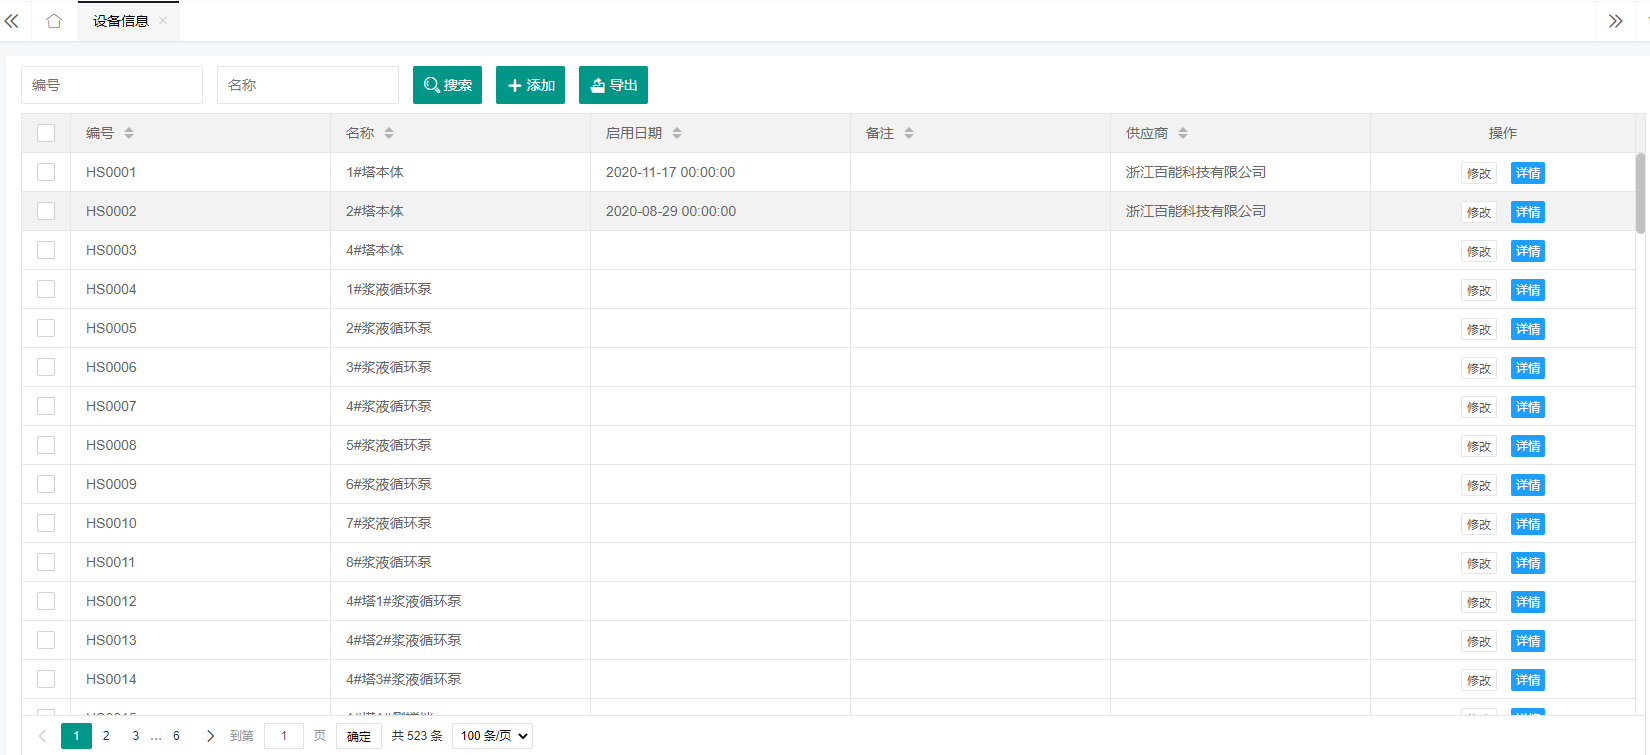 设备信息
编号 名称 搜索 添加 导出
编号 名称 启用日期 备注 供应商 操作
HS0001 1#塔本体 2020-11-17 00:00:00 浙江百能科技有限公司 修改 详情
HS0002 2#塔本体 2020-08-29 00:00:00 浙江百能科技有限公司 修改 详情
HS0003 4#塔本体 修改 详情
HS0004 1#浆液循环泵 修改 详情
HS0005 2#浆液循环泵 修改 详情
HS0006 3#浆液循环泵 修改 详情
HS0007 4#浆液循环泵 修改 详情
HS0008 5#浆液循环泵 修改 详情
HS0009 6#浆液循环泵 修改 详情
HS0010 7#浆液循环泵 修改 详情
HS0011 8#浆液循环泵 修改 详情
HS0012 4#塔1#浆液循环泵 修改 详情
HS0013 4#塔2#浆液循环泵 修改 详情
HS0014 4#塔3#浆液循环泵 修改 详情
1 2 3 … 6 到第 1 页 确定 共 523 条 100 条/页